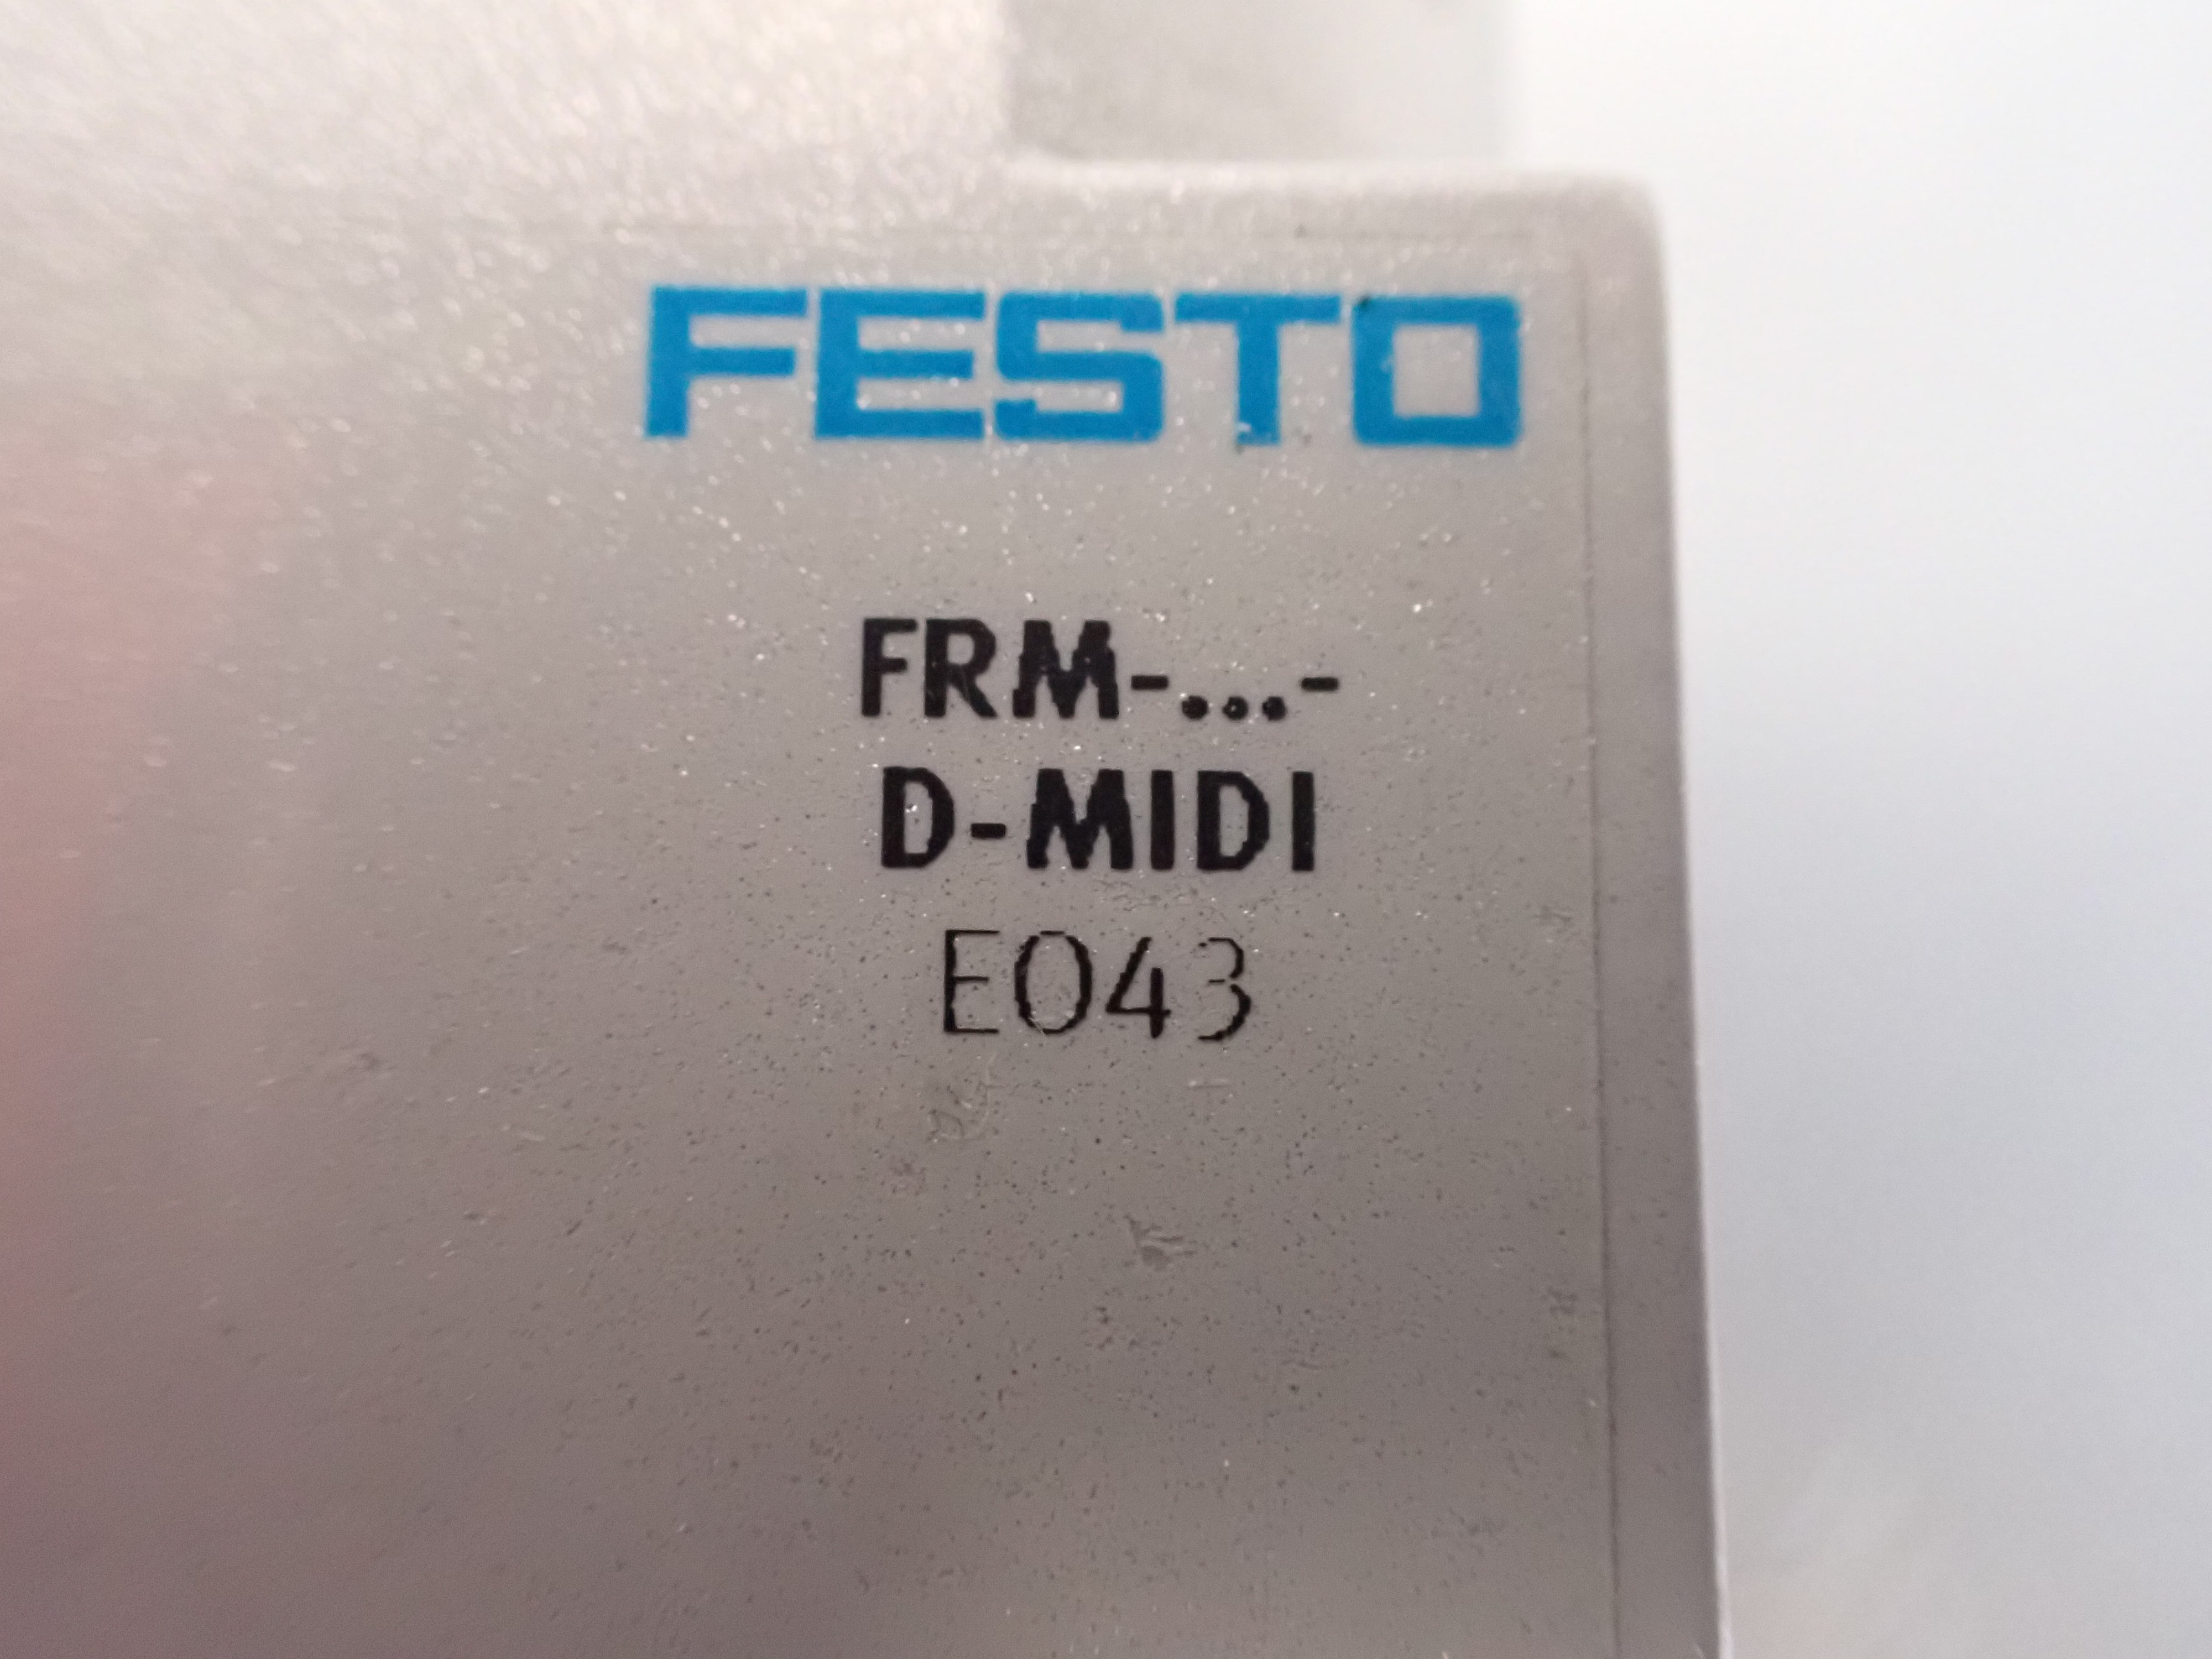 FESTO
FRM-...-
D-MIDI
E043